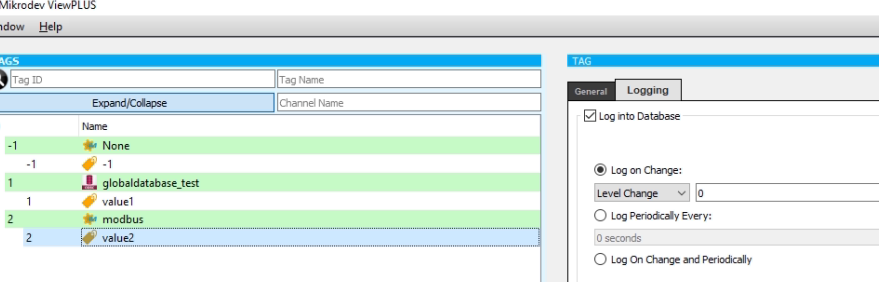 Mikrodev ViewPLUS
ndow Help
AGS
Tag ID Tag Name
Expand/Collapse Channel Name
Name
-1 None
-1 -1
1 globaldatabase_test
1 value1
2 modbus
2 value2
TAG
General Logging
Log into Database
Log on Change:
Level Change 0
Log Periodically Every:
0 seconds
Log On Change and Periodically